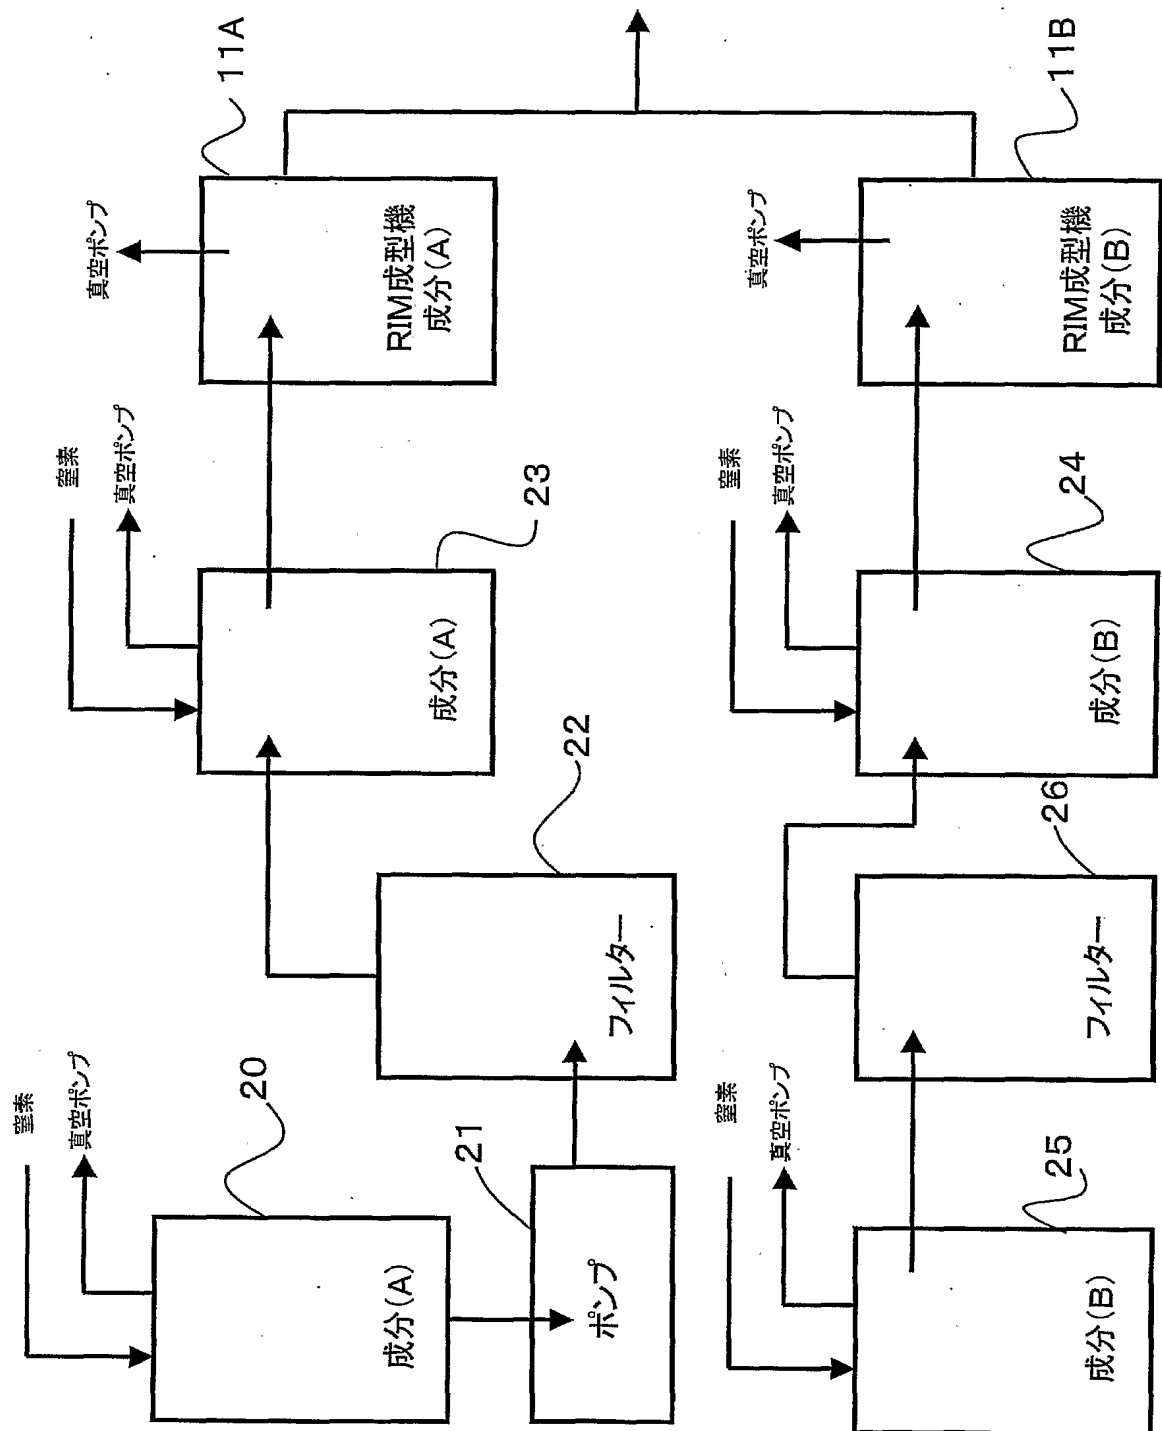 窒素
真空ポンプ
20
成分(A)
21
ポンプ
22
フィルター
窒素
真空ポンプ
23
成分(A)
真空ポンプ
11A
RIM成型機
成分(A)
窒素
真空ポンプ
25
成分(B)
26
フィルター
窒素
真空ポンプ
24
成分(B)
真空ポンプ
11B
RIM成型機
成分(B)